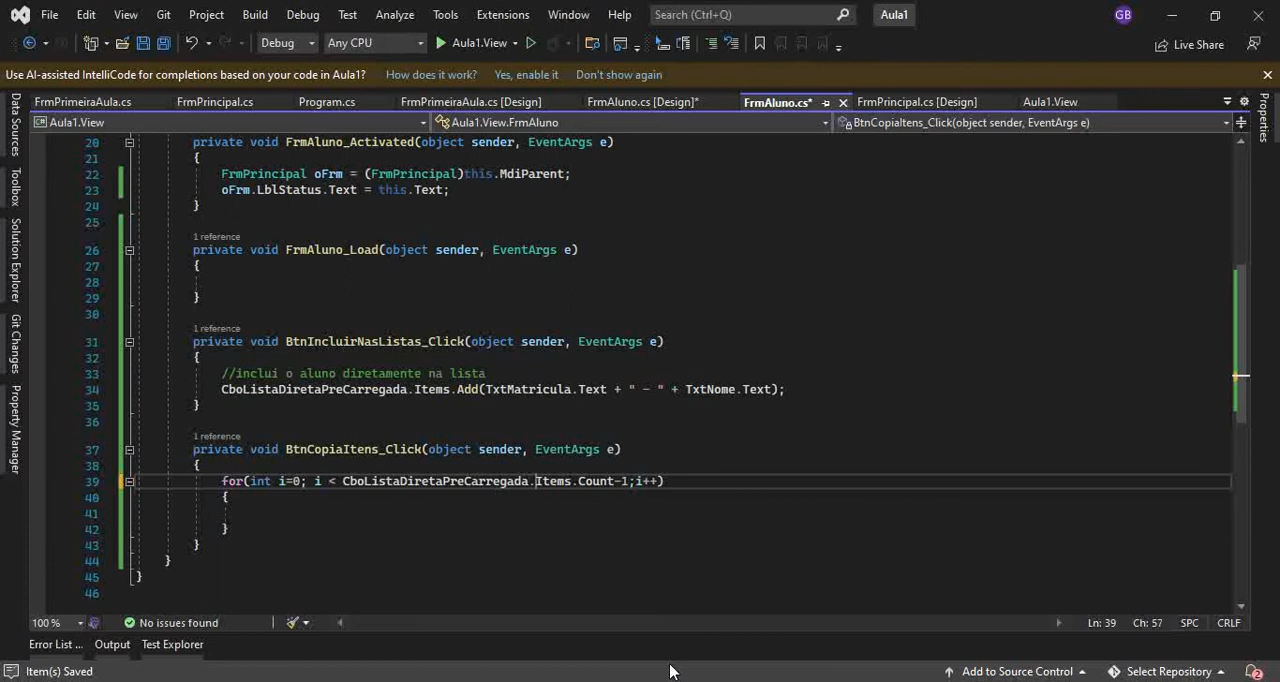 File Edit View Git Project Build Debug Test Analyze Tools Extensions Window Help Search (Ctrl+Q) Aula1 GB
Debug Any CPU Aula1.View Live Share
Use AI-assisted IntelliCode for completions based on your code in Aula1? How does it work? Yes, enable it Don't show again
FrmPrimeiraAula.cs FrmPrincipal.cs Program.cs FrmPrimeiraAula.cs [Design] FrmAluno.cs [Design]* FrmAluno.cs* FrmPrincipal.cs [Design] Aula1.View
Aula1.View Aula1.View.FrmAluno BtnCopiaItens_Click(object sender, EventArgs e)
Data Sources
Toolbox
Solution Explorer
Git Changes
Property Manager
Properties
20 private void FrmAluno_Activated(object sender, EventArgs e)
21 {
22 FrmPrincipal oFrm = (FrmPrincipal)this.MdiParent;
23 oFrm.LblStatus.Text = this.Text;
24 }
25
1 reference
26 private void FrmAluno_Load(object sender, EventArgs e)
27 {
28
29 }
30
1 reference
31 private void BtnIncluirNasListas_Click(object sender, EventArgs e)
32 {
33 //inclui o aluno diretamente na lista
34 CboListaDiretaPreCarregada.Items.Add(TxtMatricula.Text + " - " + TxtNome.Text);
35 }
36
1 reference
37 private void BtnCopiaItens_Click(object sender, EventArgs e)
38 {
39 for(int i=0; i < CboListaDiretaPreCarregada.Items.Count-1;i++)
40 {
41
42 }
43 }
44 }
45 }
46
100 % No issues found Ln: 39 Ch: 57 SPC CRLF
Error List ... Output Test Explorer
Item(s) Saved Add to Source Control Select Repository 2